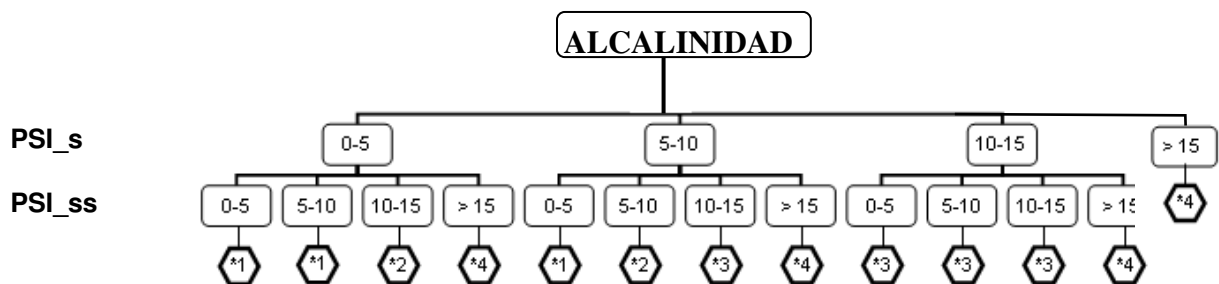 ALCALINIDAD
PSI_s 0-5 5-10 10-15 > 15
PSI_ss 0-5 5-10 10-15 > 15 0-5 5-10 10-15 > 15 0-5 5-10 10-15 > 15 *4
*1 *1 *2 *4 *1 *2 *3 *4 *3 *3 *3 *4